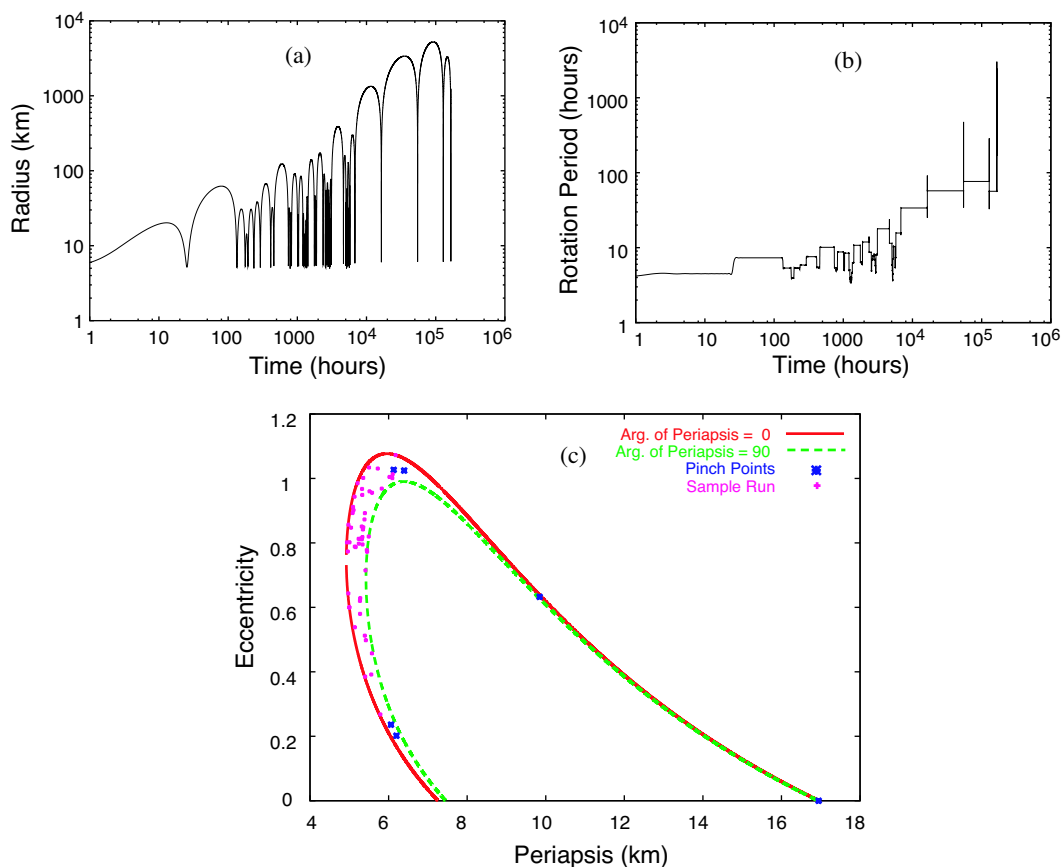 (a)
10⁴
1000
100
10
1
Radius (km)
1 10 100 1000 10⁴ 10⁵ 10⁶
Time (hours)
(b)
10⁴
1000
100
10
1
Rotation Period (hours)
1 10 100 1000 10⁴ 10⁵ 10⁶
Time (hours)
(c)
Arg. of Periapsis = 0
Arg. of Periapsis = 90
Pinch Points
Sample Run
1.2
1
0.8
0.6
0.4
0.2
0
Eccentricity
4 6 8 10 12 14 16 18
Periapsis (km)